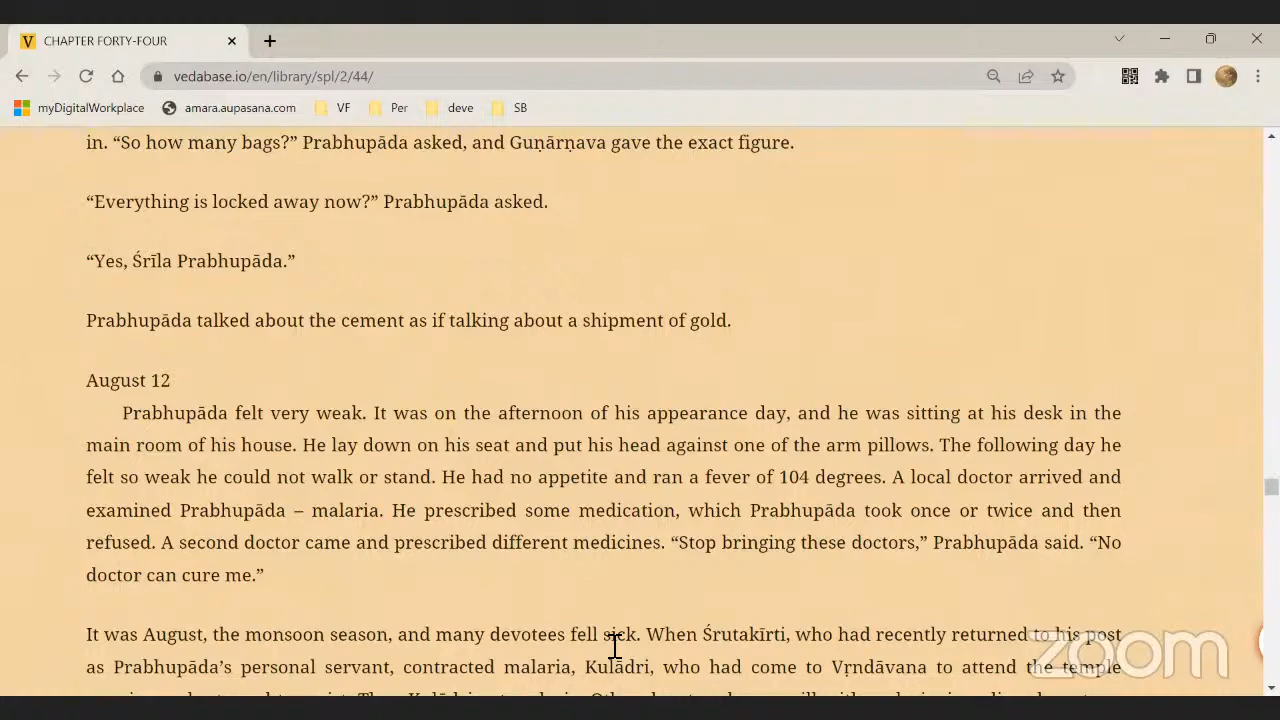 CHAPTER FORTY-FOUR
vedabase.io/en/library/spl/2/44/
myDigitalWorkplace amara.aupasana.com VF Per deve SB
in. “So how many bags?” Prabhupāda asked, and Guṇārṇava gave the exact figure.
“Everything is locked away now?” Prabhupāda asked.
“Yes, Śrīla Prabhupāda.”
Prabhupāda talked about the cement as if talking about a shipment of gold.
August 12
Prabhupāda felt very weak. It was on the afternoon of his appearance day, and he was sitting at his desk in the
main room of his house. He lay down on his seat and put his head against one of the arm pillows. The following day he
felt so weak he could not walk or stand. He had no appetite and ran a fever of 104 degrees. A local doctor arrived and
examined Prabhupāda – malaria. He prescribed some medication, which Prabhupāda took once or twice and then
refused. A second doctor came and prescribed different medicines. “Stop bringing these doctors,” Prabhupāda said. “No
doctor can cure me.”
It was August, the monsoon season, and many devotees fell sick. When Śrutakīrti, who had recently returned to his post
as Prabhupāda’s personal servant, contracted malaria, Kulādri, who had come to Vṛndāvana to attend the temple
zoom